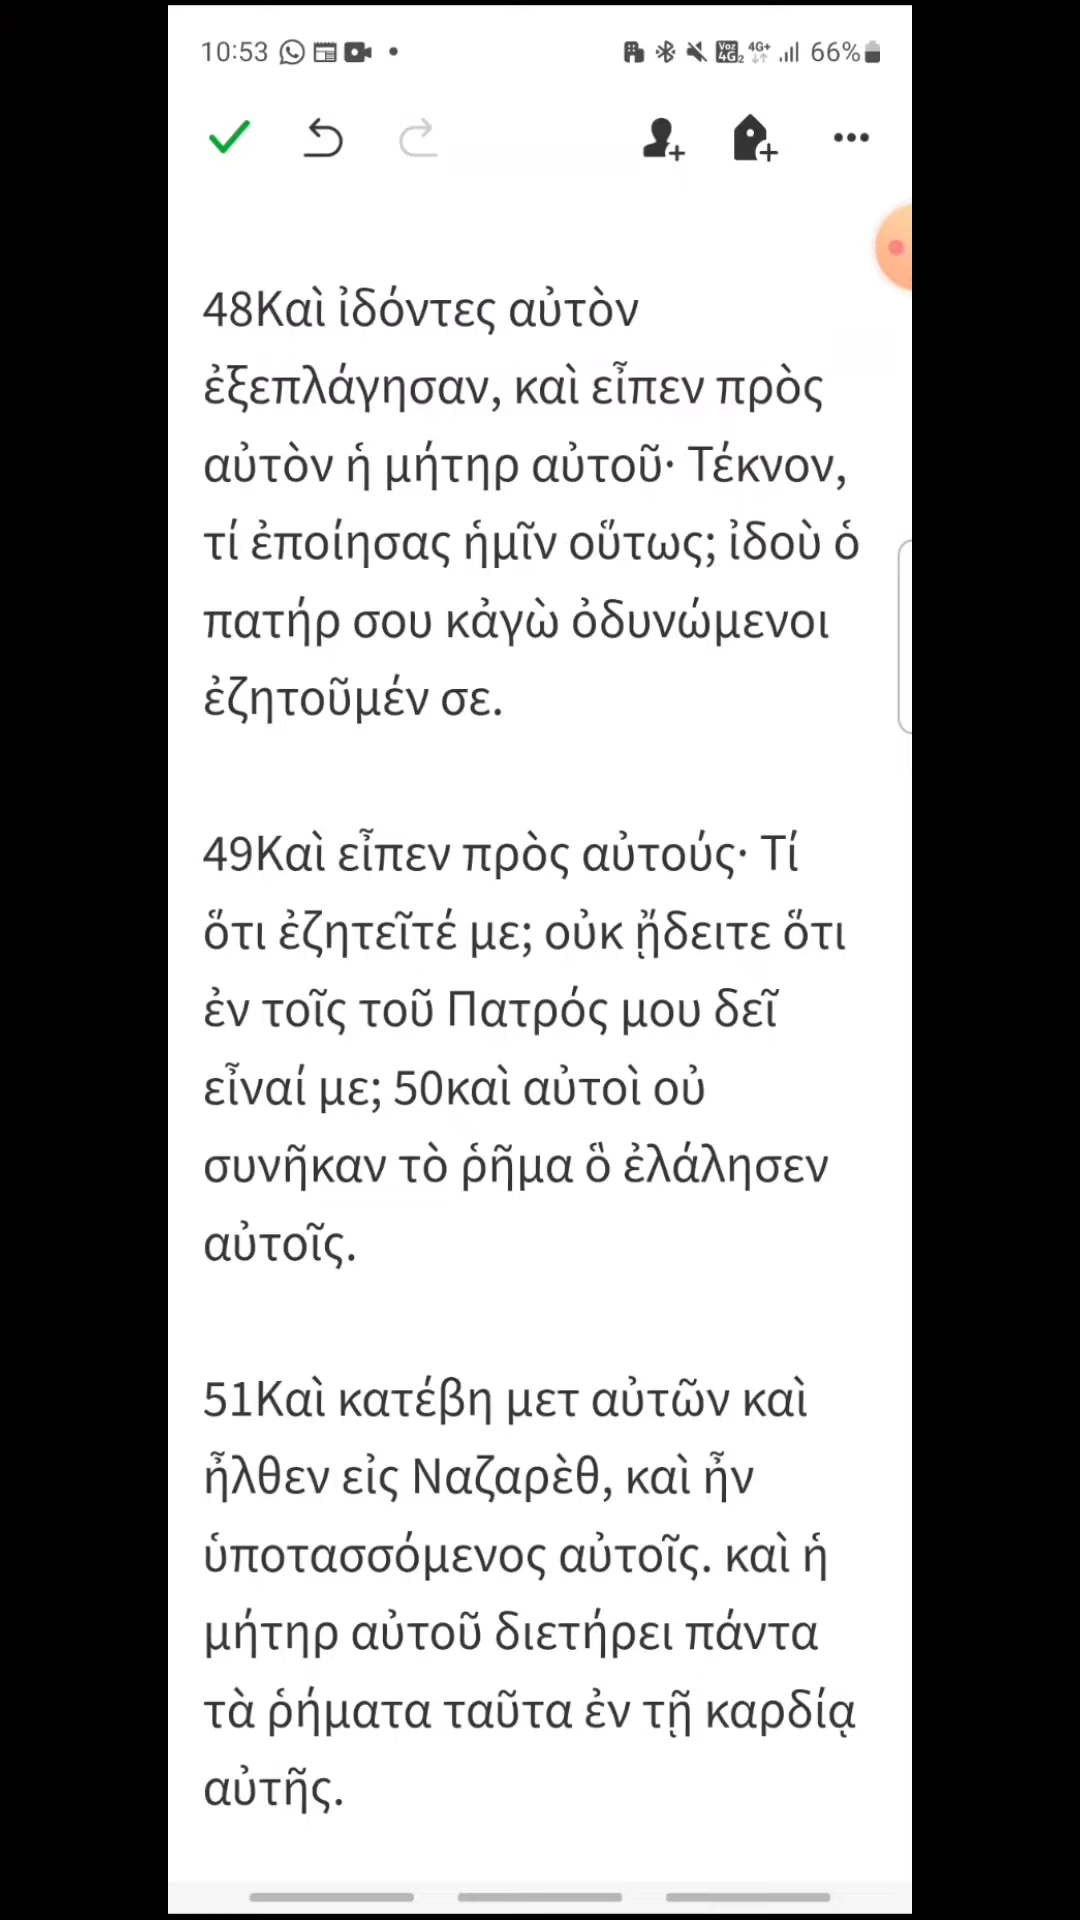 10:53
Voz 4G2 4G+ 66%
48Καὶ ἰδόντες αὐτὸν
ἐξεπλάγησαν, καὶ εἶπεν πρὸς
αὐτὸν ἡ μήτηρ αὐτοῦ· Τέκνον,
τί ἐποίησας ἡμῖν οὕτως; ἰδοὺ ὁ
πατήρ σου κἀγὼ ὀδυνώμενοι
ἐζητοῦμέν σε.
49Καὶ εἶπεν πρὸς αὐτούς· Τί
ὅτι ἐζητεῖτέ με; οὐκ ᾔδειτε ὅτι
ἐν τοῖς τοῦ Πατρός μου δεῖ
εἶναί με; 50καὶ αὐτοὶ οὐ
συνῆκαν τὸ ῥῆμα ὃ ἐλάλησεν
αὐτοῖς.
51Καὶ κατέβη μετ αὐτῶν καὶ
ἦλθεν εἰς Ναζαρὲθ, καὶ ἦν
ὑποτασσόμενος αὐτοῖς. καὶ ἡ
μήτηρ αὐτοῦ διετήρει πάντα
τὰ ῥήματα ταῦτα ἐν τῇ καρδίᾳ
αὐτῆς.